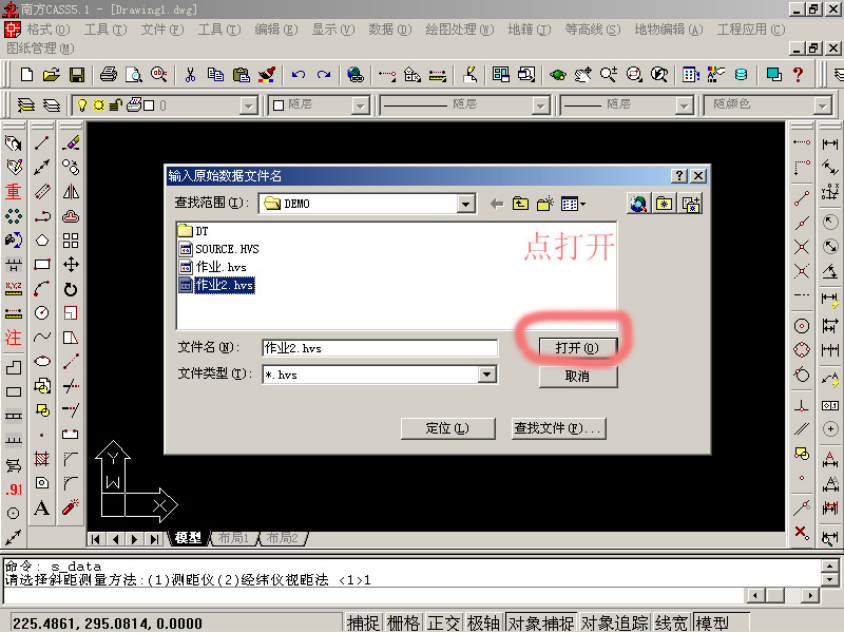 南方CASS5.1 - [Drawing1.dwg]
格式(O) 工具(T) 文件(F) 工具(T) 编辑(E) 显示(V) 数据(D) 绘图处理(W) 地籍(J) 等高线(S) 地物编辑(A) 工程应用(C)
图纸管理(M)
0 随层 随层 随层 随颜色
重
注
.91
A
输入原始数据文件名
查找范围(I): DEMO
DT
SOURCE.HVS
作业.hvs
作业2.hvs
点打开
文件名(N): 作业2.hvs 打开(O)
文件类型(T): *.hvs 取消
定位(L) 查找文件(F)...
Y
W
X
模型 布局1 布局2
命令: s_data
请选择斜距测量方法:(1)测距仪(2)经纬仪视距法 <1>1
225.4861, 295.0814, 0.0000 捕捉 栅格 正交 极轴 对象捕捉 对象追踪 线宽 模型